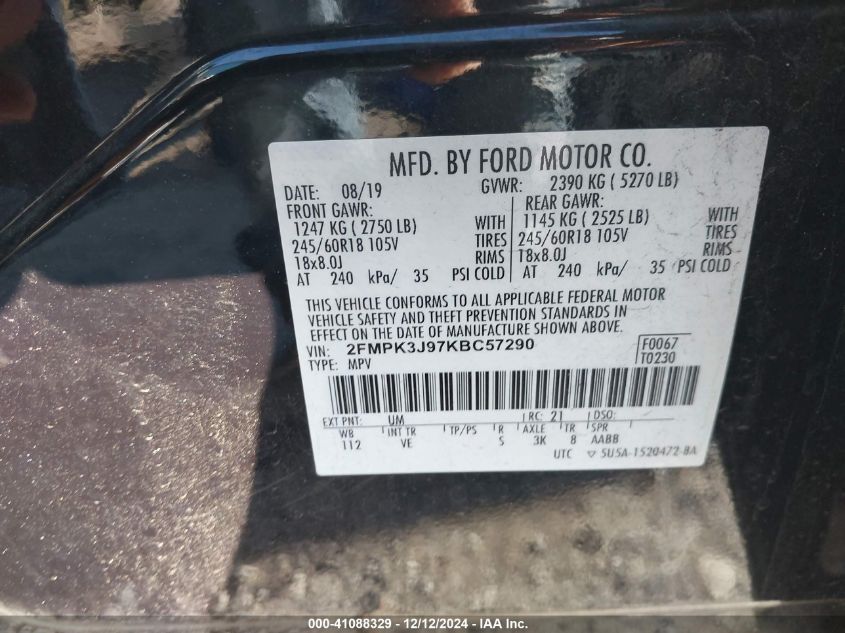 MFD. BY FORD MOTOR CO.
DATE: 08/19 GVWR: 2390 KG ( 5270 LB)
FRONT GAWR: REAR GAWR:
1247 KG ( 2750 LB) WITH 1145 KG ( 2525 LB) WITH
245/60R18 105V TIRES 245/60R18 105V TIRES
18x8.0J RIMS 18x8.0J RIMS
AT 240 kPa/ 35 PSI COLD AT 240 kPa/ 35 PSI COLD
THIS VEHICLE CONFORMS TO ALL APPLICABLE FEDERAL MOTOR
VEHICLE SAFETY AND THEFT PREVENTION STANDARDS IN
EFFECT ON THE DATE OF MANUFACTURE SHOWN ABOVE.
VIN: 2FMPK3J97KBC57290 F0067
TYPE: MPV T0230
EXT PNT: UM RC: 21 DSO:
WB INT TR TP/PS R AXLE TR SPR
112 VE S 3K 8 AABB
UTC ▽ 5U5A-1520472-BA
000-41088329 - 12/12/2024 - IAA Inc.